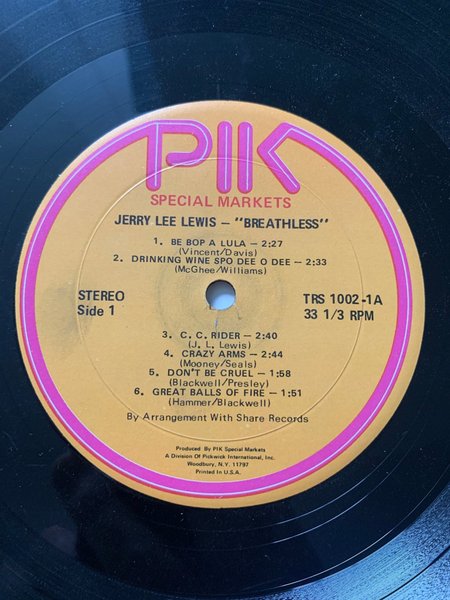 PIK
SPECIAL MARKETS
JERRY LEE LEWIS – "BREATHLESS"
1. BE BOP A LULA – 2:27
(Vincent/Davis)
2. DRINKING WINE SPO DEE O DEE – 2:33
(McGhee/Williams)
STEREO
Side 1
TRS 1002-1A
33 1/3 RPM
3. C. C. RIDER – 2:40
(J. L. Lewis)
4. CRAZY ARMS – 2:44
(Mooney/Seals)
5. DON'T BE CRUEL – 1:58
(Blackwell/Presley)
6. GREAT BALLS OF FIRE – 1:51
(Hammer/Blackwell)
By Arrangement With Share Records
Produced By PIK Special Markets
A Division Of Pickwick International, Inc.
Woodbury, N.Y. 11797
Printed In U.S.A.